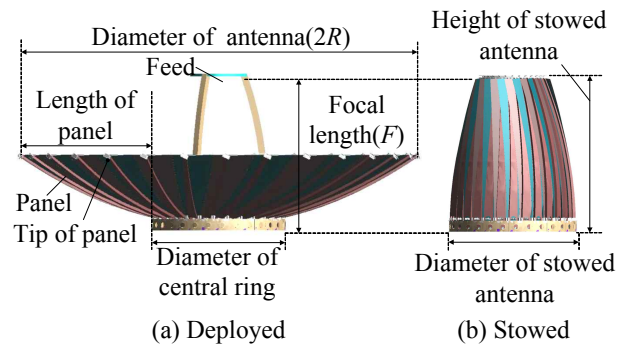 Diameter of antenna(2R)
Feed
Length of
panel
Focal
length(F)
Panel
Tip of panel
Diameter of
central ring
(a) Deployed
Height of stowed
antenna
Diameter of stowed
antenna
(b) Stowed